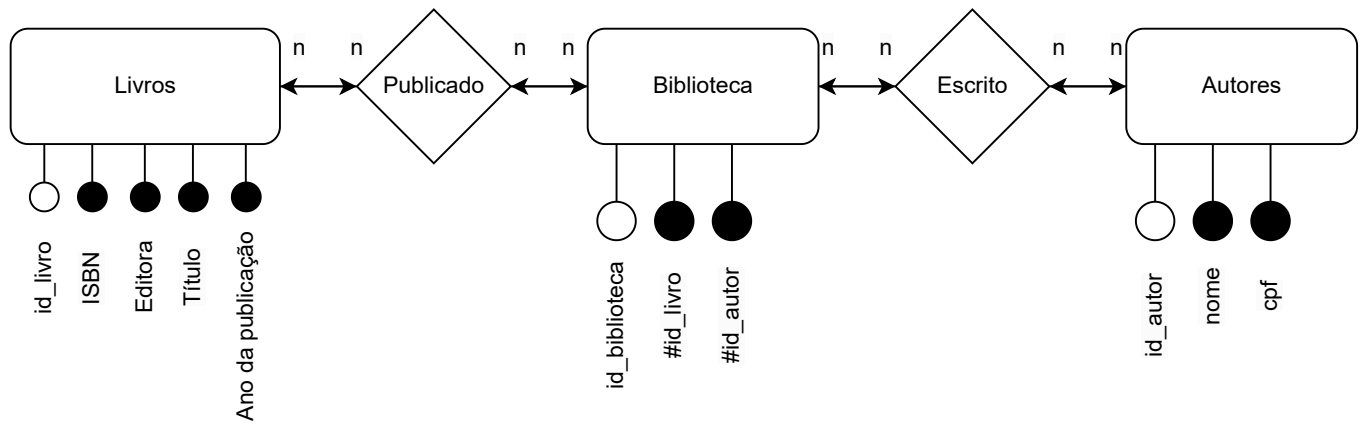 n n n n n n n n
Livros Publicado Biblioteca Escrito Autores
id_livro
ISBN
Editora
Título
Ano da publicação
id_biblioteca
#id_livro
#id_autor
id_autor
nome
cpf